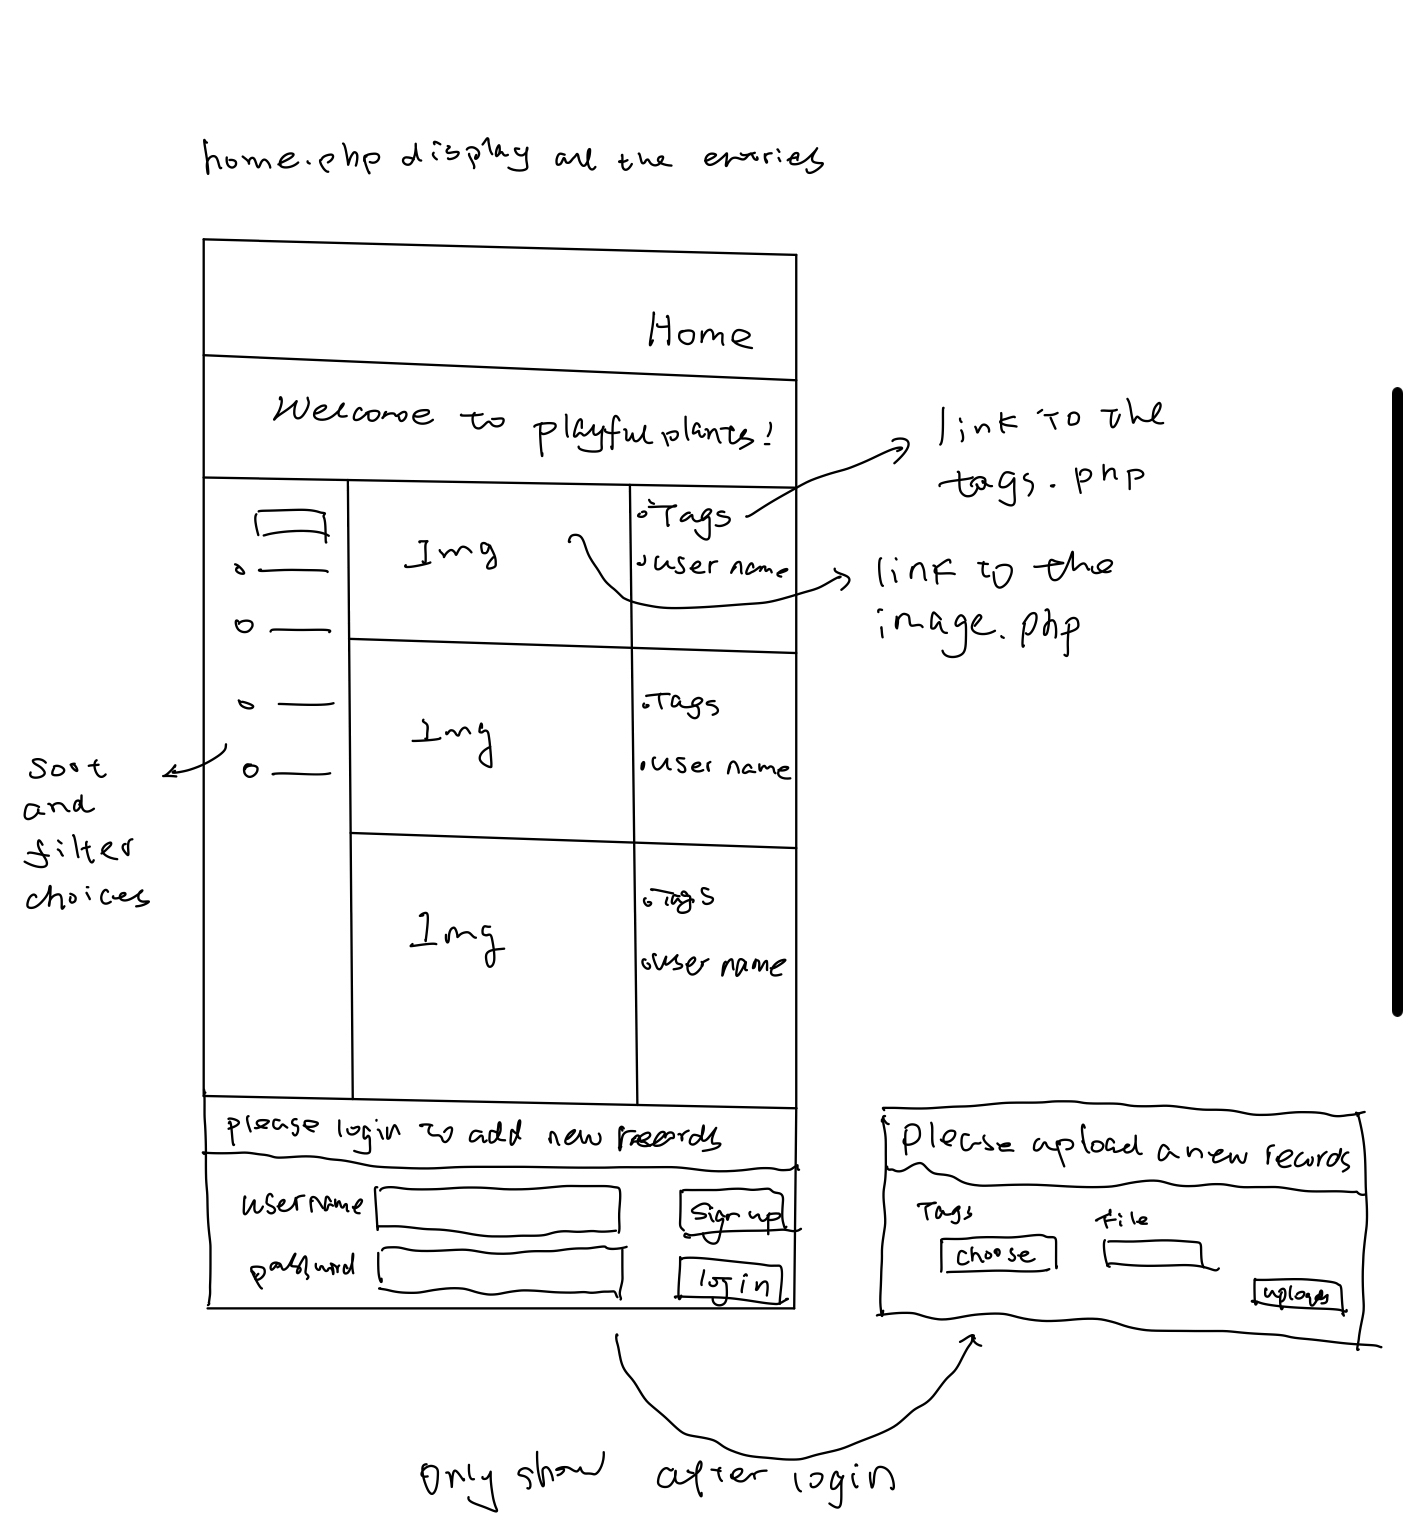 home.php display all the entries
Home
Welcome to playfulplants!
link to the
tags.php
Img
Tags
user name
link to the
image.php
Img
Tags
user name
Sort
and
filter
choices
Img
Tags
user name
please login to add new records
username
Sign up
password
login
Please upload a new records
Tags
File
choose
upload
Only show after login